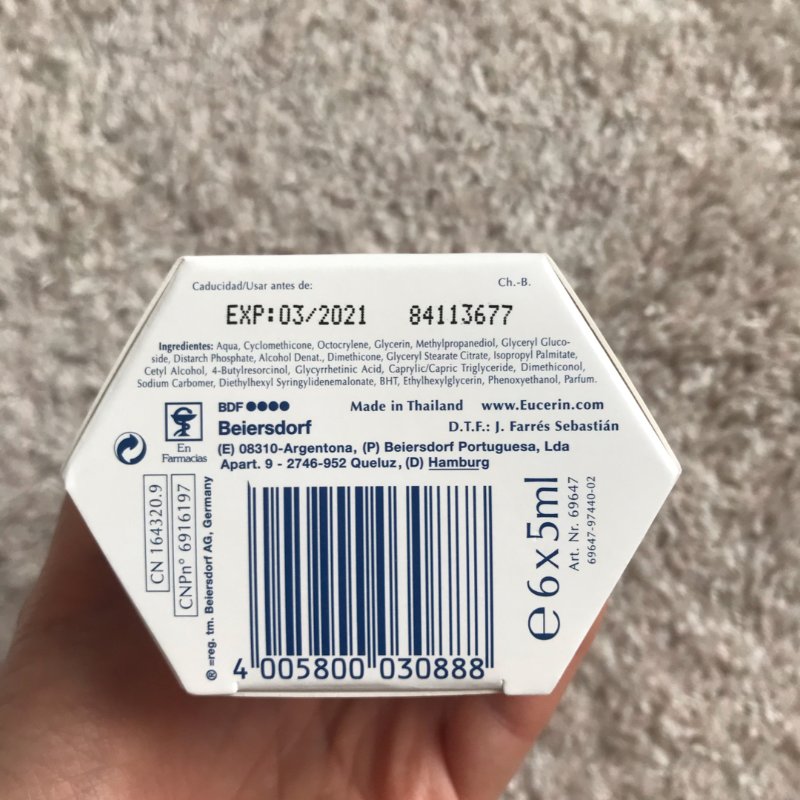 Caducidad/Usar antes de:
Ch.-B.
EXP:03/2021 84113677
Ingredientes: Aqua, Cyclomethicone, Octocrylene, Glycerin, Methylpropanediol, Glyceryl Gluco-
side, Distarch Phosphate, Alcohol Denat., Dimethicone, Glyceryl Stearate Citrate, Isopropyl Palmitate,
Cetyl Alcohol, 4-Butylresorcinol, Glycyrrhetinic Acid, Caprylic/Capric Triglyceride, Dimethiconol,
Sodium Carbomer, Diethylhexyl Syringylidenemalonate, BHT, Ethylhexylglycerin, Phenoxyethanol, Parfum.
En
Farmacias
BDF●●●● Made in Thailand www.Eucerin.com
Beiersdorf D.T.F.: J. Farrés Sebastián
(E) 08310-Argentona, (P) Beiersdorf Portuguesa, Lda
Apart. 9 - 2746-952 Queluz, (D) Hamburg
CN 164320.9
CNPn° 6916197
® =reg. tm. Beiersdorf AG, Germany
4 005800 030888
e 6 x 5ml
Art. Nr. 69647
69647-97440-02